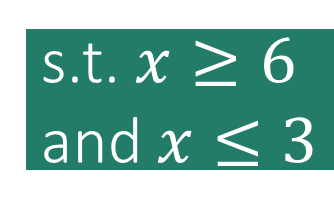 s.t. x ≥ 6
and x ≤ 3